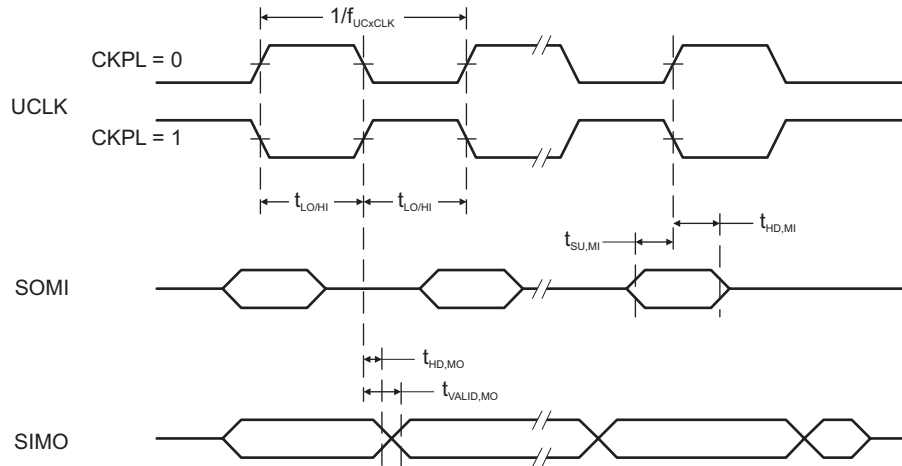 1/fUCxCLK
CKPL = 0
UCLK
CKPL = 1
tLO/HI tLO/HI
tSU,MI tHD,MI
SOMI
tHD,MO
tVALID,MO
SIMO